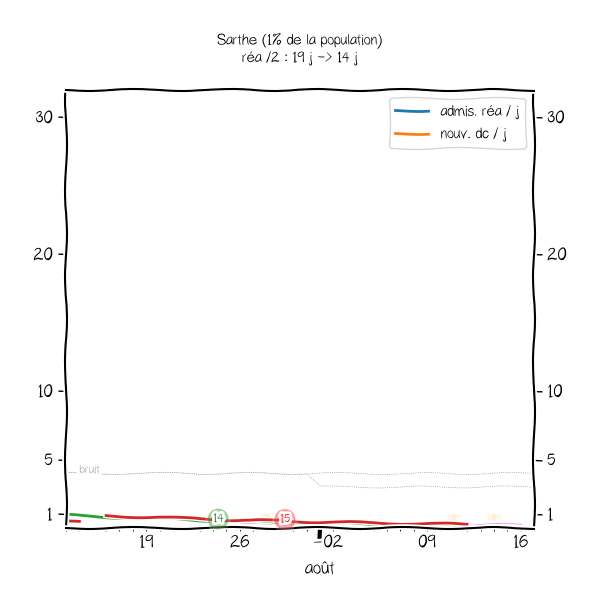 Sarthe (1% de la population)
réa /2 : 19 j -> 14 j
admis. réa / j
nouv. dc / j
30
30
20
20
10
10
5
5
bruit
1
14
15
1
19
26
02
09
16
août